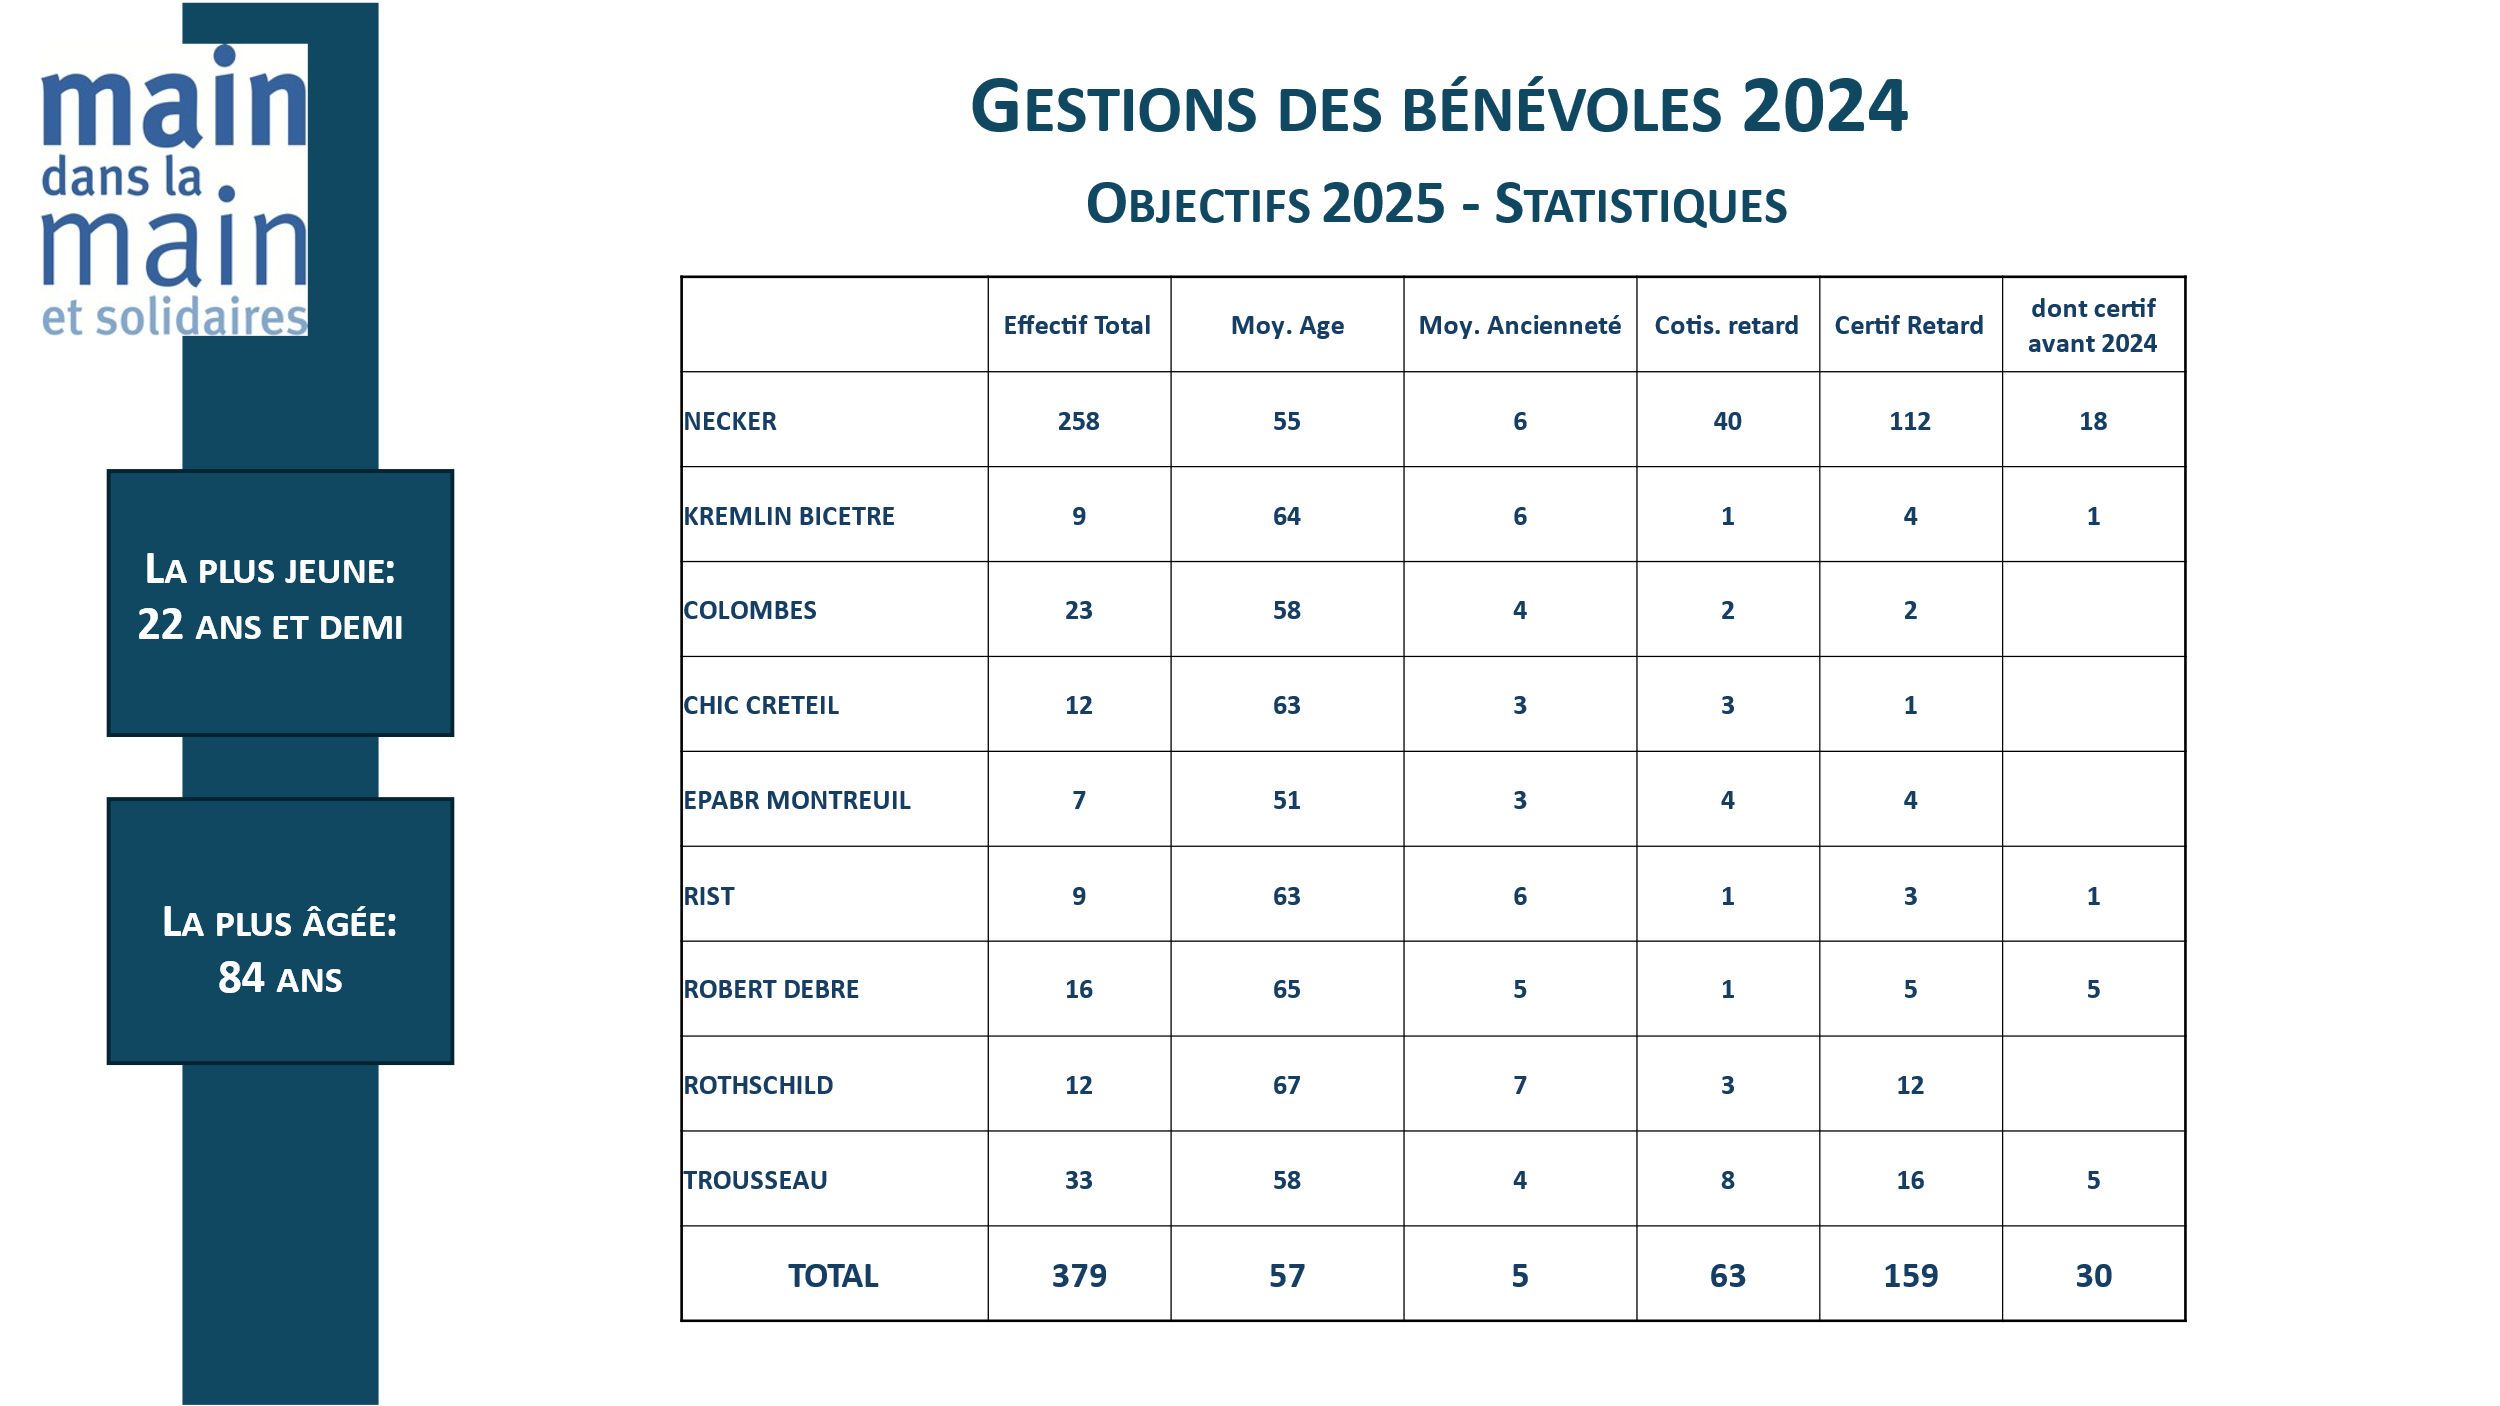 main
dans la
main
et solidaires
GESTIONS DES BÉNÉVOLES 2024
OBJECTIFS 2025 - STATISTIQUES
LA PLUS JEUNE:
22 ANS ET DEMI
LA PLUS ÂGÉE:
84 ANS
Effectif Total Moy. Age Moy. Ancienneté Cotis. retard Certif Retard dont certif avant 2024
NECKER 258 55 6 40 112 18
KREMLIN BICETRE 9 64 6 1 4 1
COLOMBES 23 58 4 2 2
CHIC CRETEIL 12 63 3 3 1
EPABR MONTREUIL 7 51 3 4 4
RIST 9 63 6 1 3 1
ROBERT DEBRE 16 65 5 1 5 5
ROTHSCHILD 12 67 7 3 12
TROUSSEAU 33 58 4 8 16 5
TOTAL 379 57 5 63 159 30